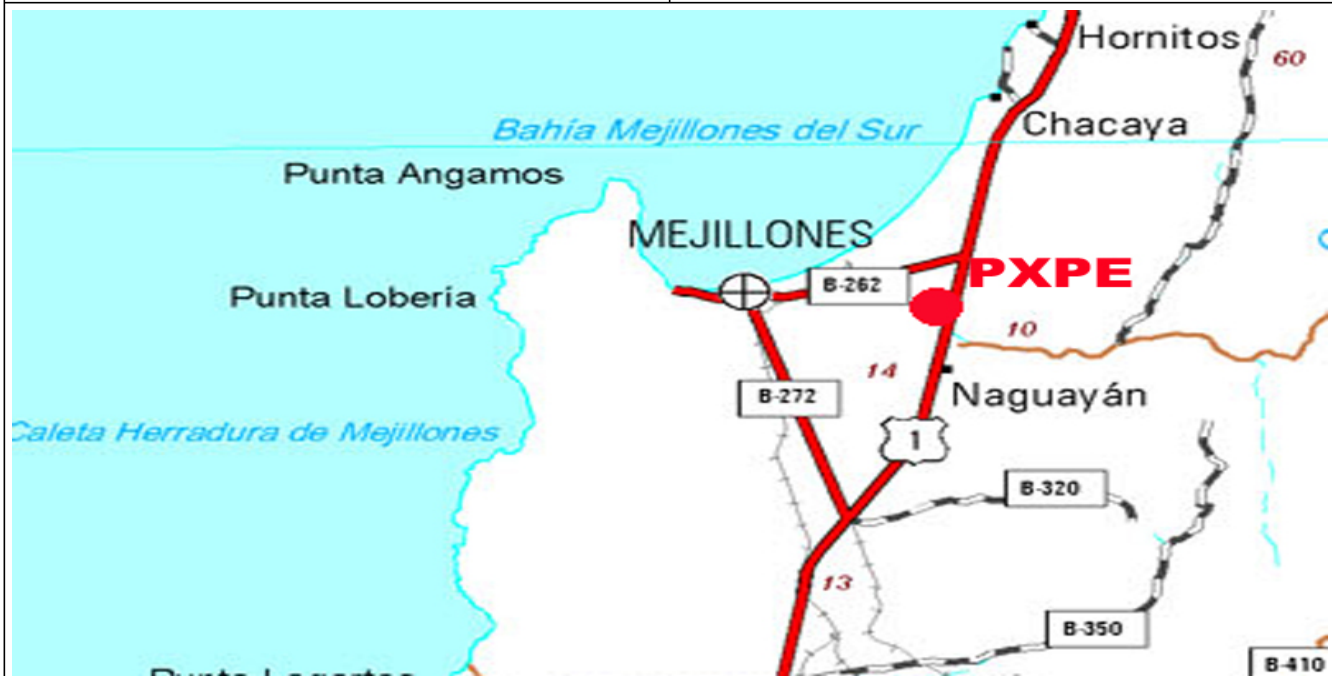 Hornitos
60
Bahía Mejillones del Sur
Chacaya
Punta Angamos
MEJILLONES
PXPE
B-262
Punta Lobería
10
14
B-272
Naguayán
Caleta Herradura de Mejillones
1
B-320
13
B-350
B-410
Punta